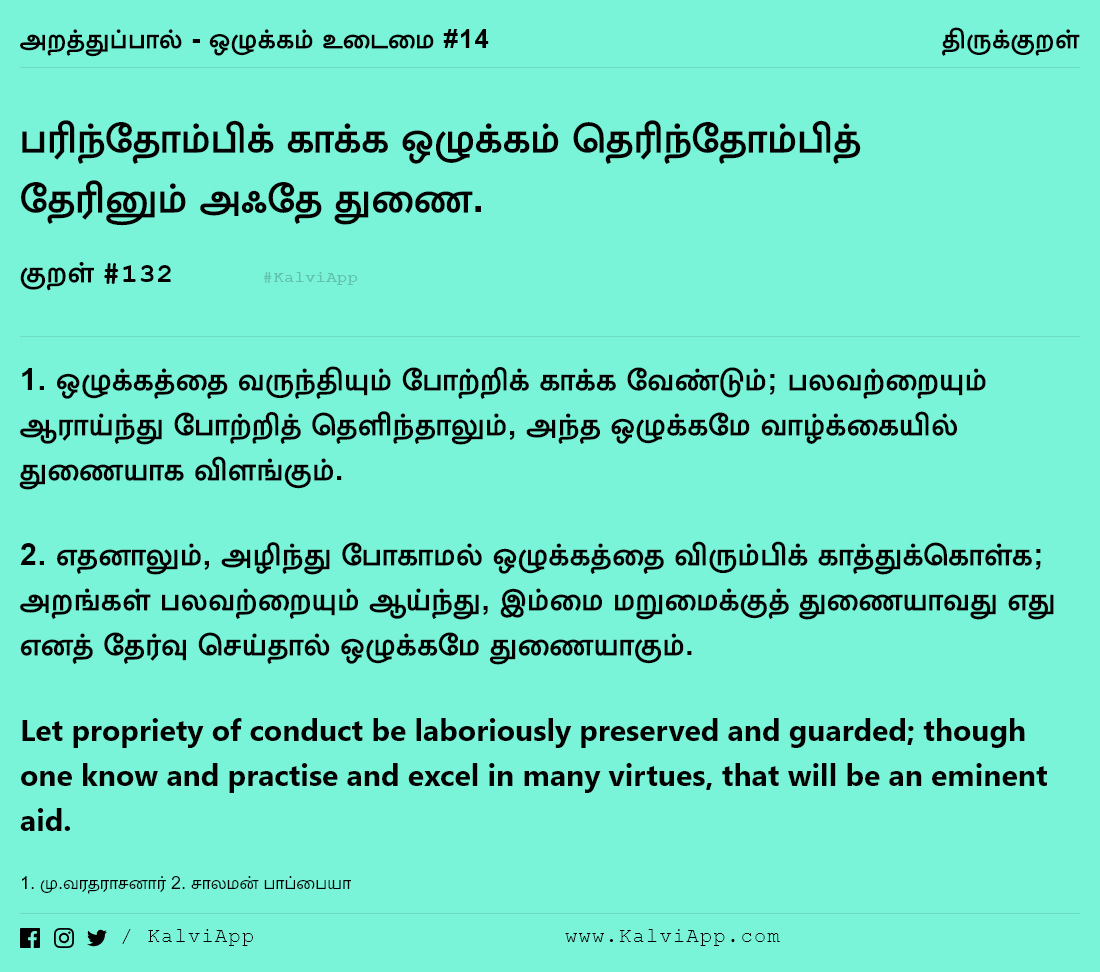 அறத்துப்பால் - ஒழுக்கம் உடைமை #14
திருக்குறள்
பரிந்தோம்பிக் காக்க ஒழுக்கம் தெரிந்தோம்பித்
தேரினும் அஃதே துணை.
குறள் #132
#KalviApp
1. ஒழுக்கத்தை வருந்தியும் போற்றிக் காக்க வேண்டும்; பலவற்றையும்
ஆராய்ந்து போற்றித் தெளிந்தாலும், அந்த ஒழுக்கமே வாழ்க்கையில்
துணையாக விளங்கும்.
2. எதனாலும், அழிந்து போகாமல் ஒழுக்கத்தை விரும்பிக் காத்துக்கொள்க;
அறங்கள் பலவற்றையும் ஆய்ந்து, இம்மை மறுமைக்குத் துணையாவது எது
எனத் தேர்வு செய்தால் ஒழுக்கமே துணையாகும்.
Let propriety of conduct be laboriously preserved and guarded; though
one know and practise and excel in many virtues, that will be an eminent
aid.
1. மு.வரதராசனார் 2. சாலமன் பாப்பையா
/ KalviApp
www.KalviApp.com